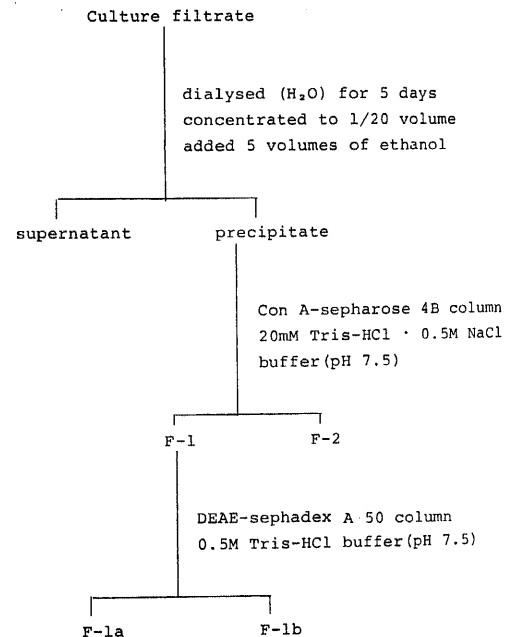 Culture filtrate
dialysed (H₂O) for 5 days
concentrated to 1/20 volume
added 5 volumes of ethanol
supernatant precipitate
Con A-sepharose 4B column
20mM Tris-HCl · 0.5M NaCl
buffer(pH 7.5)
F-1 F-2
DEAE-sephadex A 50 column
0.5M Tris-HCl buffer(pH 7.5)
F-1a F-1b